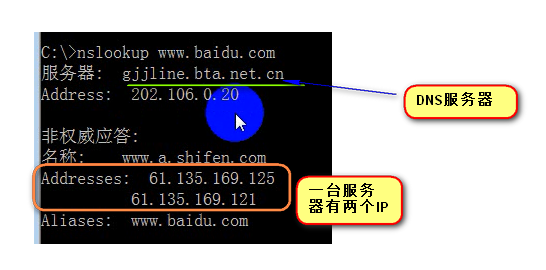 C:\>nslookup www.baidu.com
服务器: gjjline.bta.net.cn
Address: 202.106.0.20
DNS服务器
非权威应答:
名称: www.a.shifen.com
Addresses: 61.135.169.125
61.135.169.121
Aliases: www.baidu.com
一台服务
器有两个IP